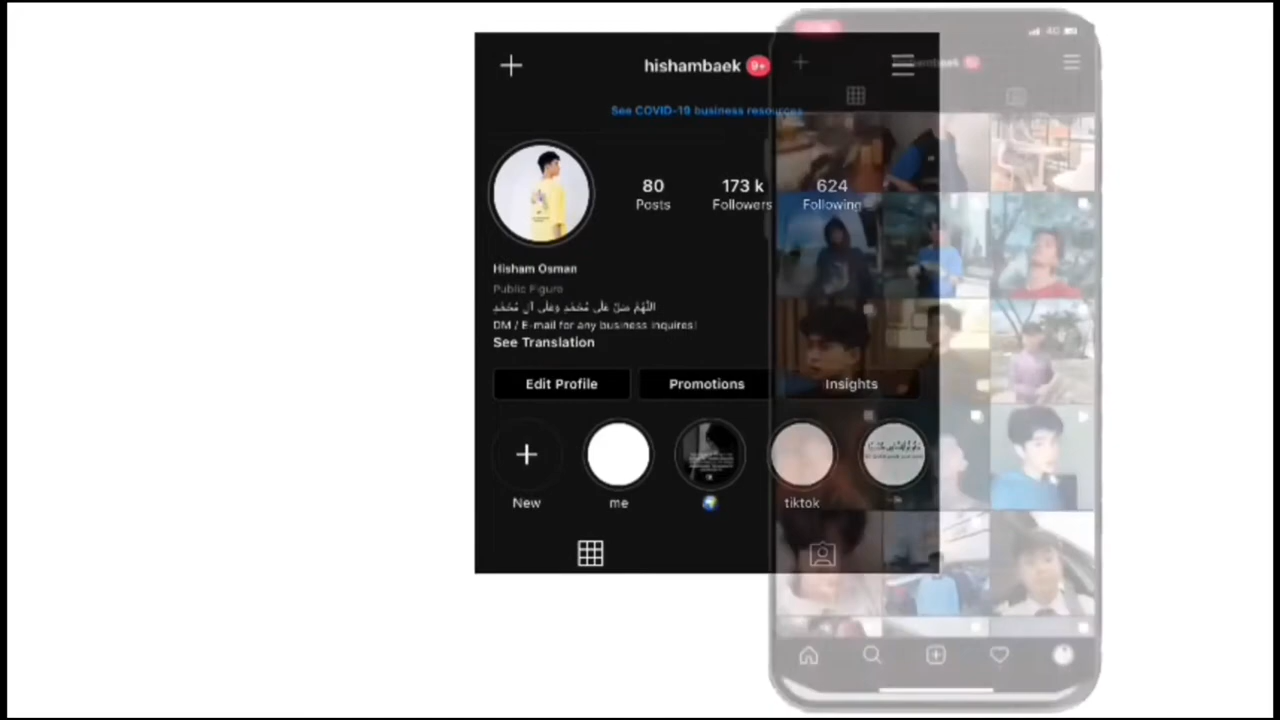 hishambaek 9+
4G
See COVID-19 business resources
80 173 k 624
Posts Followers Following
Hisham Osman
Public Figure
اللَّهُمَّ صَلِّ عَلَى مُحَمَّدٍ وَعَلَى آلِ مُحَمَّدٍ
DM / E-mail for any business inquires!
See Translation
Edit Profile Promotions Insights
New me tiktok